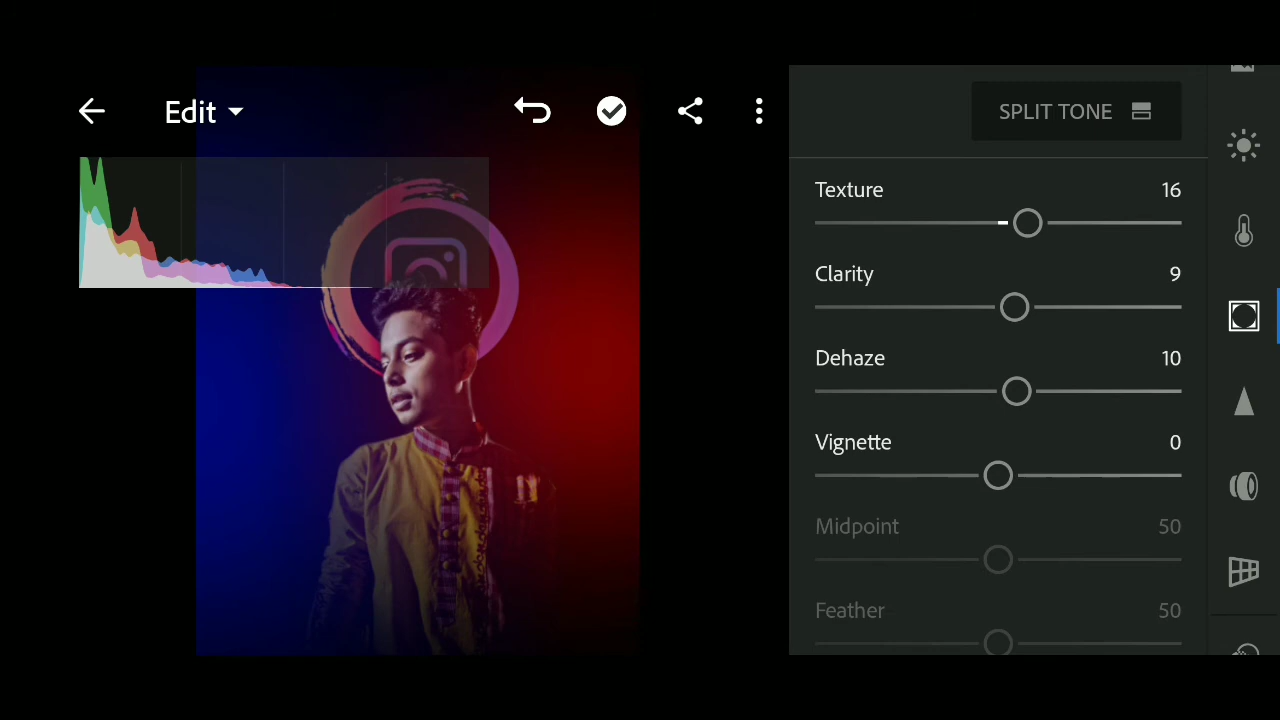 Edit
SPLIT TONE
Texture 16
Clarity 9
Dehaze 10
Vignette 0
Midpoint 50
Feather 50